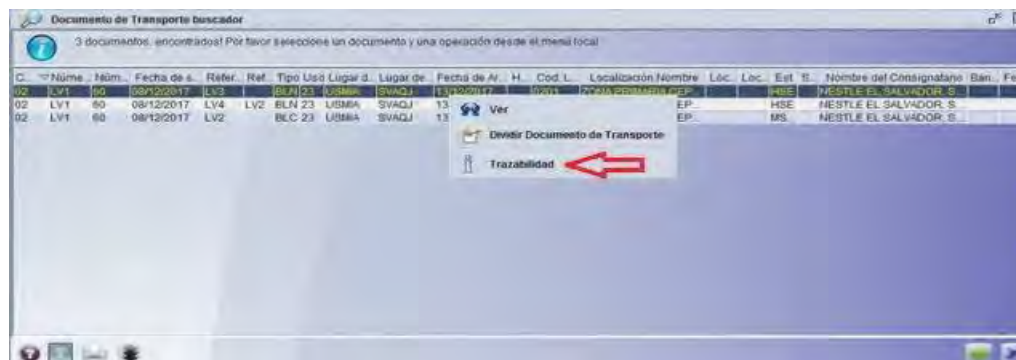 Documento de Transporte buscador
3 documentos, encontrados! Por favor seleccione un documento y una operación desde el menú local
C... Núme... Núm... Fecha de s... Refer... Ref... Tipo Uso Lugar d... Lugar de... Fecha de Ar... H... Cod. L... Localización Nombre Loc... Loc... Est. Nombre del Consignatario Ban... Fe
02 LV1 60 08/12/2017 LV3 BLN 23 USMIA SVAQJ 13/12/2017 0201 ZONA PRIMARIA CEP... HSE NESTLE EL SALVADOR, S...
02 LV1 60 08/12/2017 LV4 LV2 BLN 23 USMIA SVAQJ 13 EP... HSE NESTLE EL SALVADOR, S...
02 LV1 60 08/12/2017 LV2 BLC 23 USMIA SVAQJ 13 EP... MS NESTLE EL SALVADOR, S...
Ver
Dividir Documento de Transporte
Trazabilidad